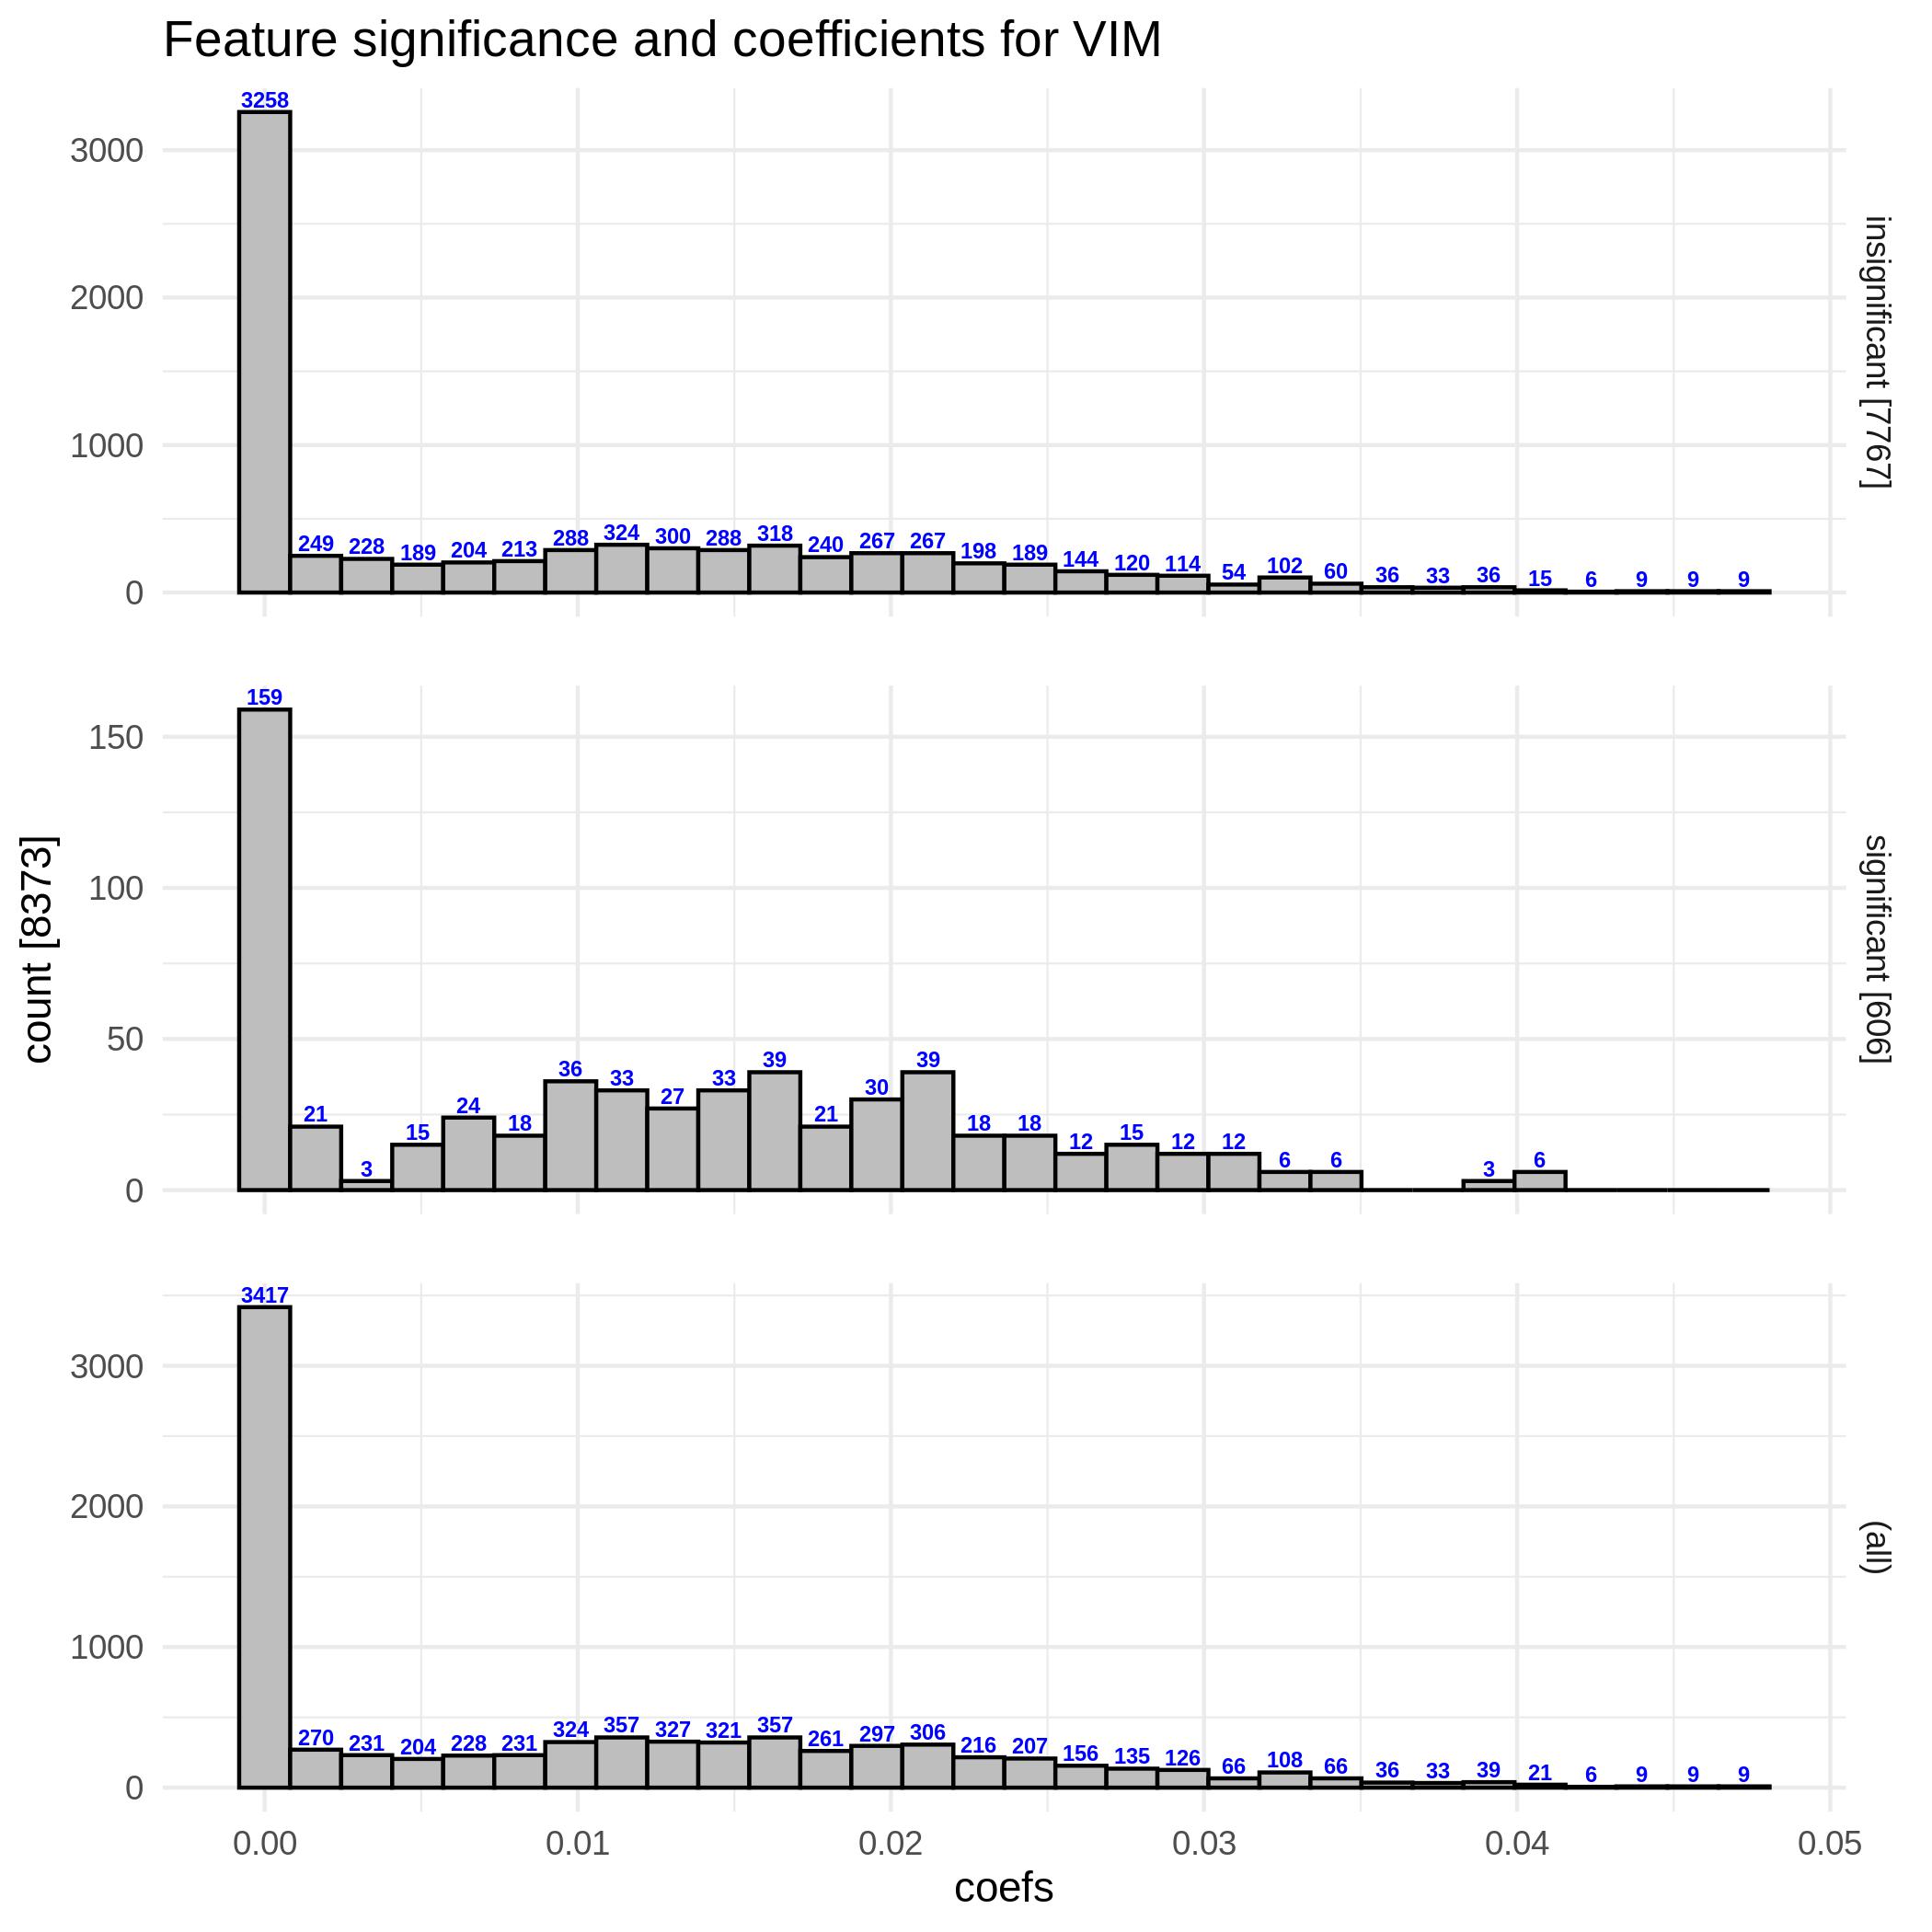 Feature significance and coefficients for VIM
3258
3000
2000
1000
0
249 228 189 204 213 288 324 300 288 318 240 267 267 198 189 144 120 114 54 102 60 36 33 36 15 6 9 9 9
insignificant [7767]
159
150
100
50
0
21 3 15 24 18 36 33 27 33 39 21 30 39 18 18 12 15 12 12 6 6 3 6
significant [606]
count [8373]
3417
3000
2000
1000
0
270 231 204 228 231 324 357 327 321 357 261 297 306 216 207 156 135 126 66 108 66 36 33 39 21 6 9 9 9
(all)
0.00 0.01 0.02 0.03 0.04 0.05
coefs